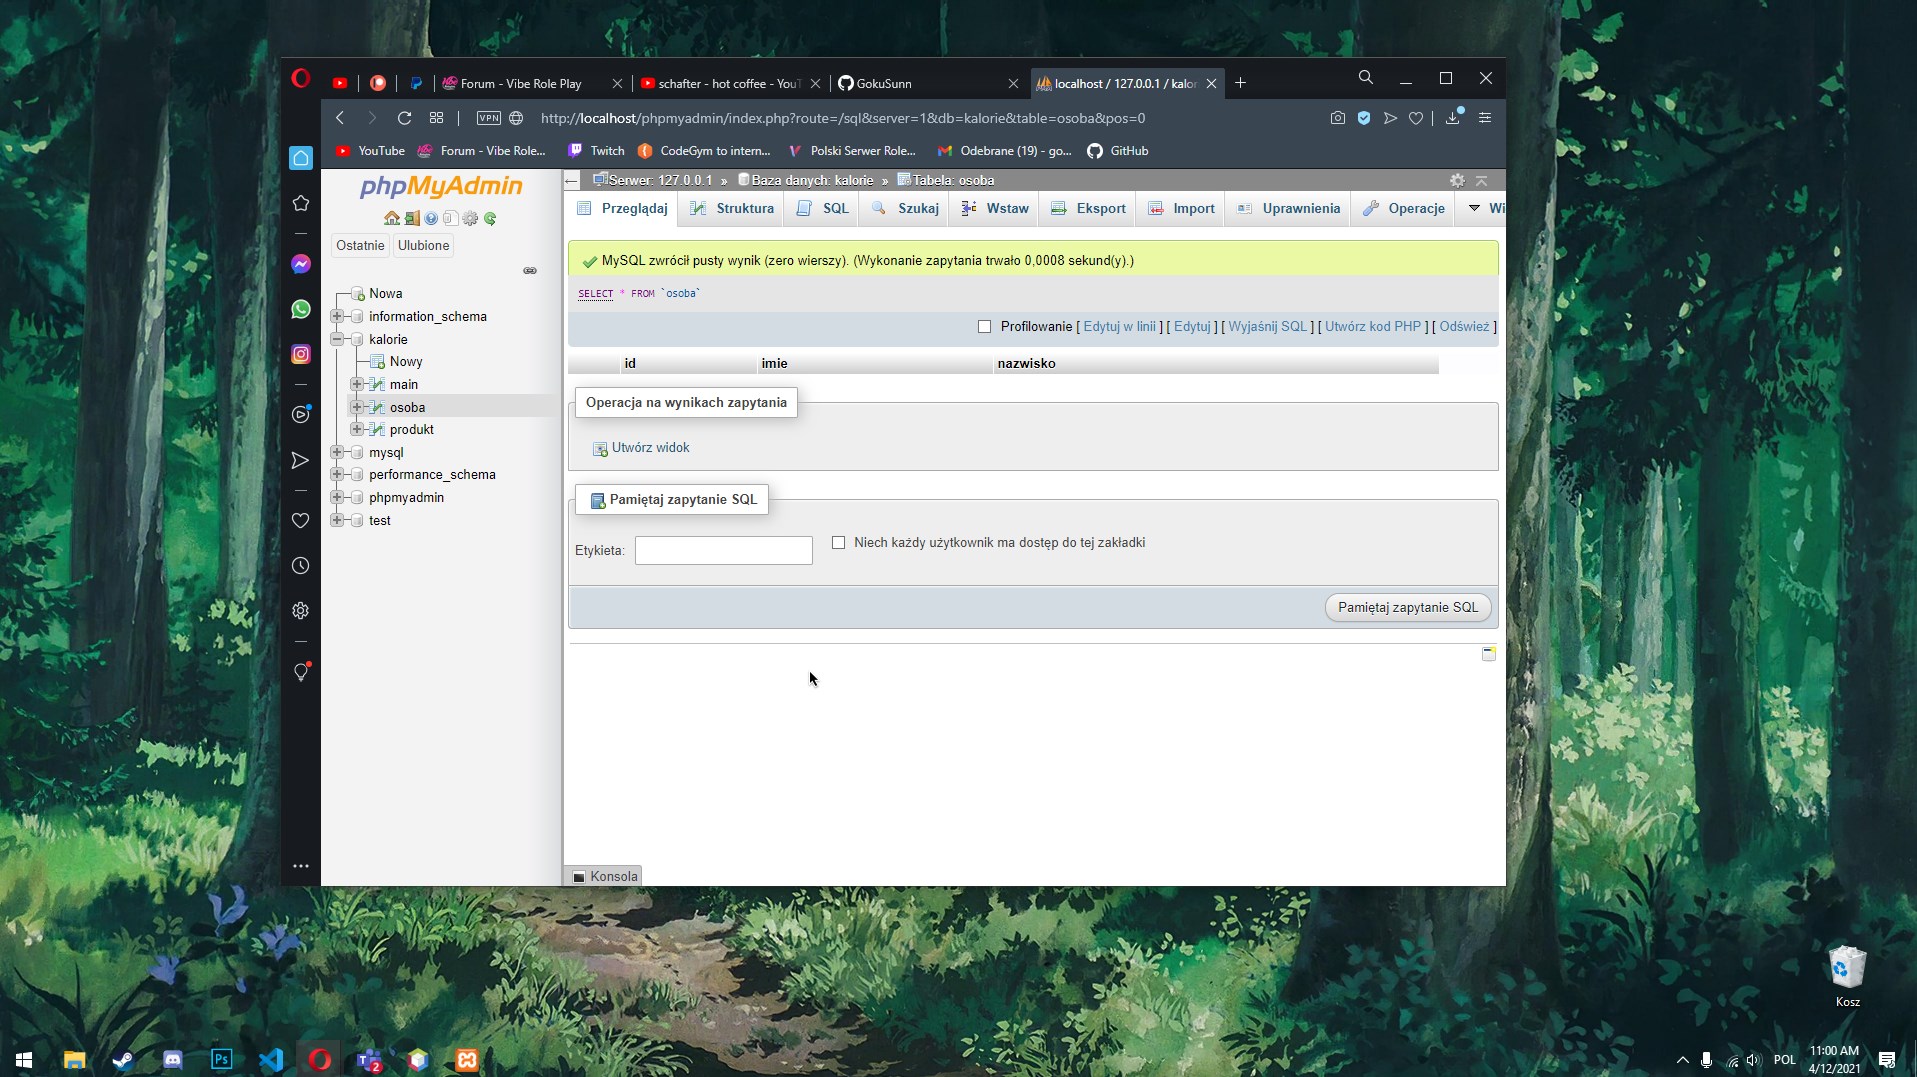 Forum - Vibe Role Play
schafter - hot coffee - YouT
GokuSunn
localhost / 127.0.0.1 / kalor
VPN
http://localhost/phpmyadmin/index.php?route=/sql&server=1&db=kalorie&table=osoba&pos=0
YouTube
Forum - Vibe Role...
Twitch
CodeGym to intern...
Polski Serwer Role...
Odebrane (19) - go...
GitHub
phpMyAdmin
Ostatnie
Ulubione
Nowa
information_schema
kalorie
Nowy
main
osoba
produkt
mysql
performance_schema
phpmyadmin
test
Serwer: 127.0.0.1 » Baza danych: kalorie » Tabela: osoba
Przeglądaj
Struktura
SQL
Szukaj
Wstaw
Eksport
Import
Uprawnienia
Operacje
Wi
MySQL zwrócił pusty wynik (zero wierszy). (Wykonanie zapytania trwało 0,0008 sekund(y).)
SELECT * FROM `osoba`
Profilowanie [ Edytuj w linii ] [ Edytuj ] [ Wyjaśnij SQL ] [ Utwórz kod PHP ] [ Odśwież ]
id imie nazwisko
Operacja na wynikach zapytania
Utwórz widok
Pamiętaj zapytanie SQL
Etykieta:
Niech każdy użytkownik ma dostęp do tej zakładki
Pamiętaj zapytanie SQL
Konsola
Kosz
Ps
2
POL
11:00 AM
4/12/2021